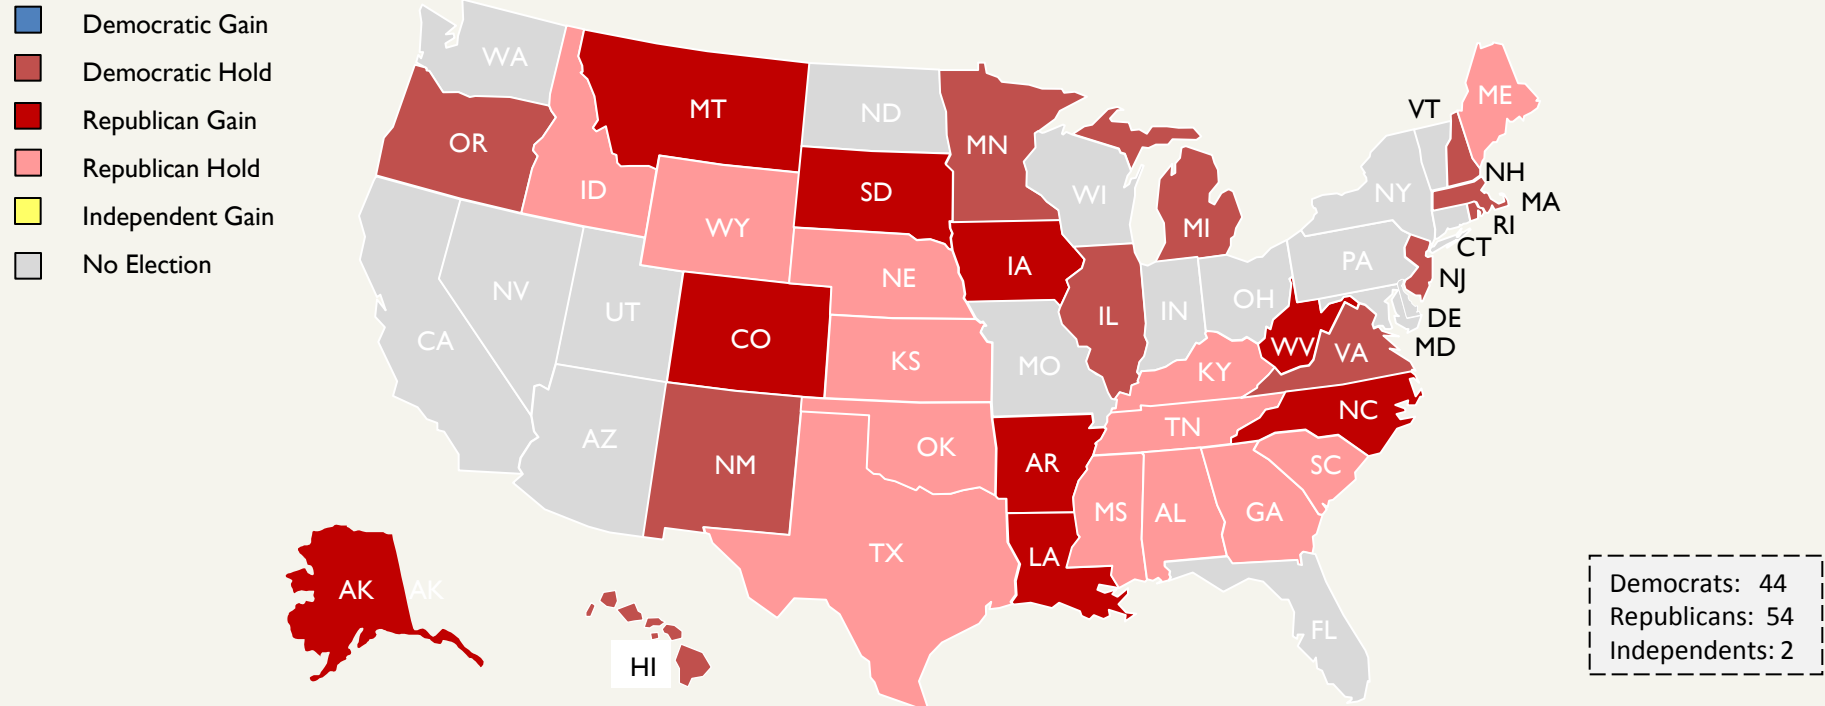 Democratic Gain
Democratic Hold
Republican Gain
Republican Hold
Independent Gain
No Election
WA
OR
ID
MT
ND
MN
SD
WY
WI
MI
NY
VT
ME
NH
MA
RI
CT
NJ
PA
DE
MD
CA
NV
UT
CO
NE
IA
IL
IN
OH
WV
VA
KS
MO
KY
NC
TN
AZ
NM
OK
AR
SC
MS
AL
GA
TX
LA
FL
AK
AK
HI
A
Democrats: 44
Republicans: 54
Independents: 2